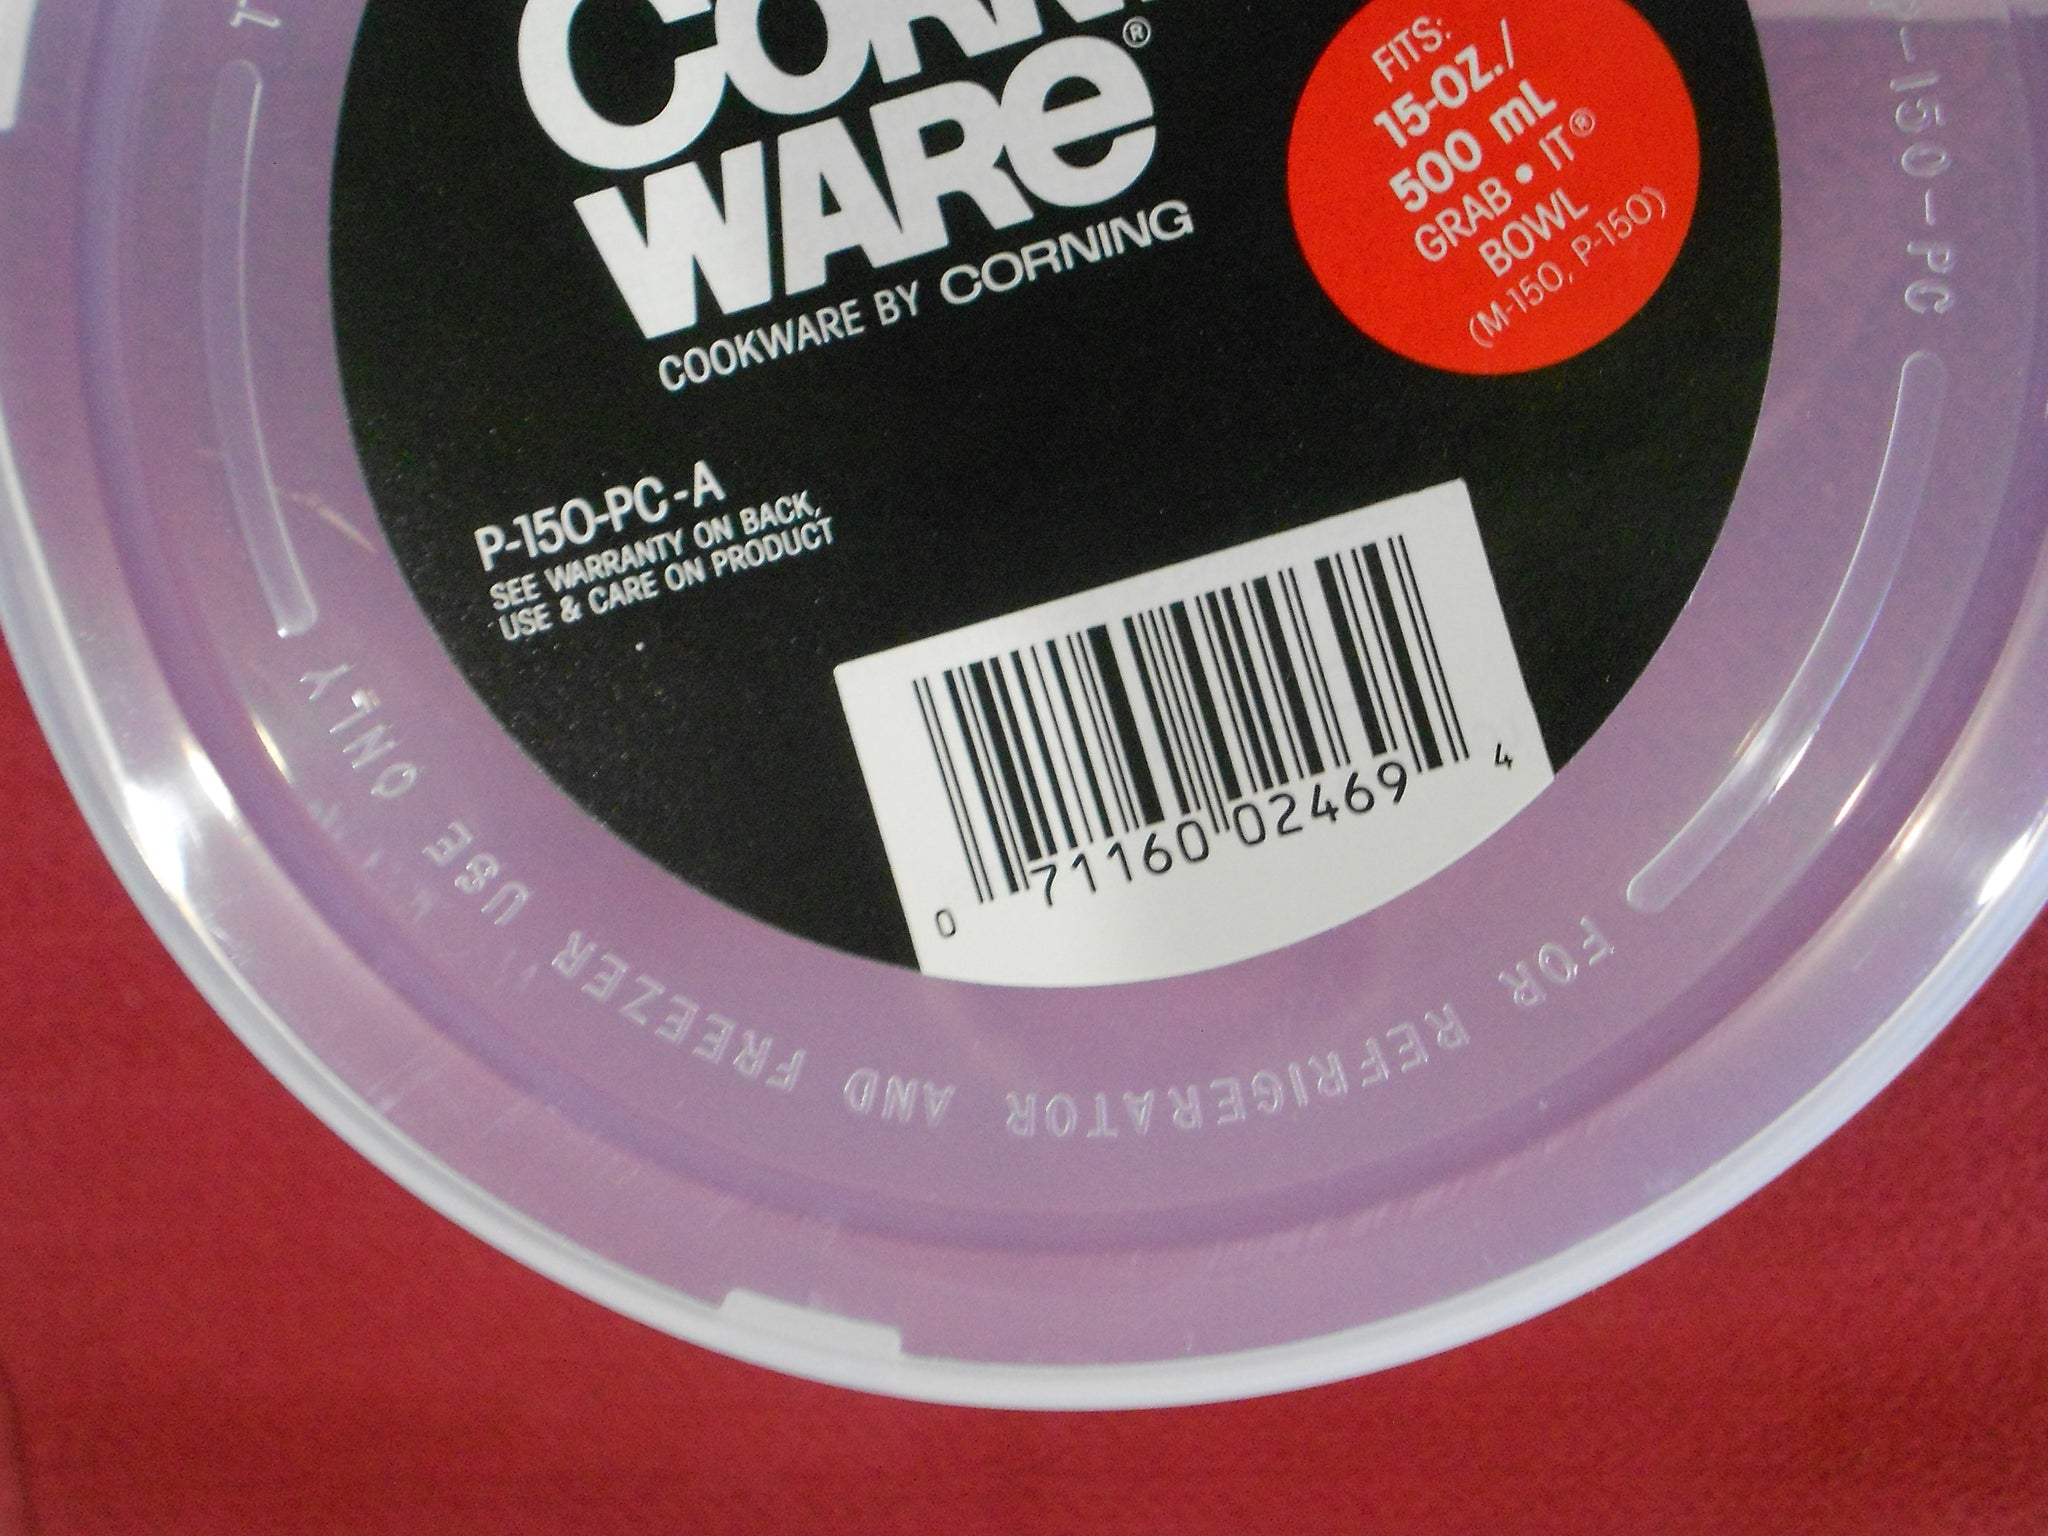 WARe®
COOKWARE BY CORNING
FITS:
15-OZ./
500 mL
GRAB • IT®
BOWL
(M-150, P-150)
P-150-PC-A
SEE WARRANTY ON BACK,
USE & CARE ON PRODUCT
0 71160 02469 4
P-150-PC
FOR REFRIGERATOR AND FREEZER USE ONLY